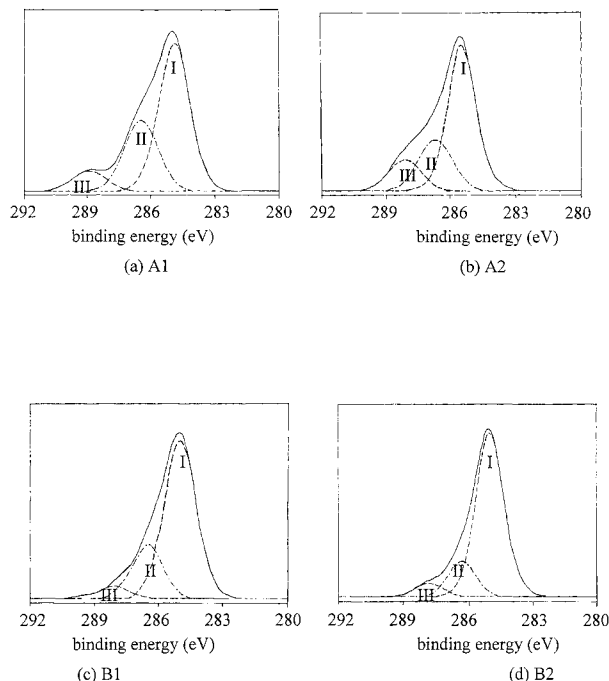 I
II
III
292 289 286 283 280
binding energy (eV)
(a) A1
I
II
III
292 289 286 283 280
binding energy (eV)
(b) A2
I
II
III
292 289 286 283 280
binding energy (eV)
(c) B1
I
II
III
292 289 286 283 280
binding energy (eV)
(d) B2